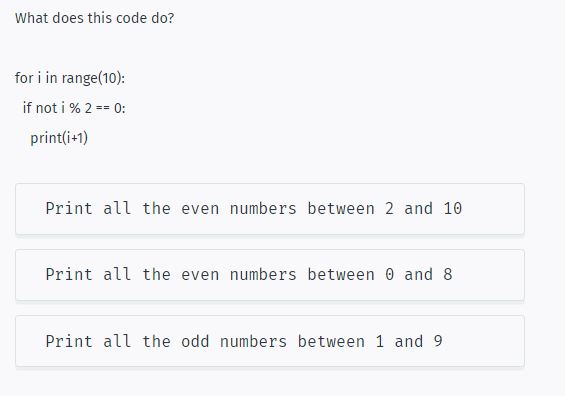 What does this code do?
for i in range(10):
if not i % 2 == 0:
print(i+1)
Print all the even numbers between 2 and 10
Print all the even numbers between 0 and 8
Print all the odd numbers between 1 and 9